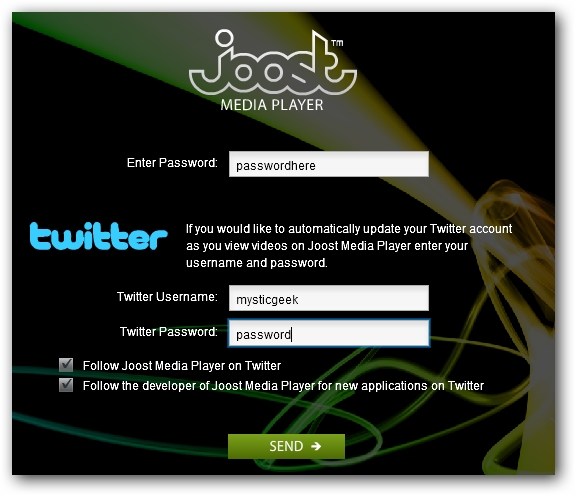 joost™
MEDIA PLAYER
Enter Password: passwordhere
twitter
If you would like to automatically update your Twitter account
as you view videos on Joost Media Player enter your
username and password.
Twitter Username: mysticgeek
Twitter Password: password
Follow Joost Media Player on Twitter
Follow the developer of Joost Media Player for new applications on Twitter
SEND →